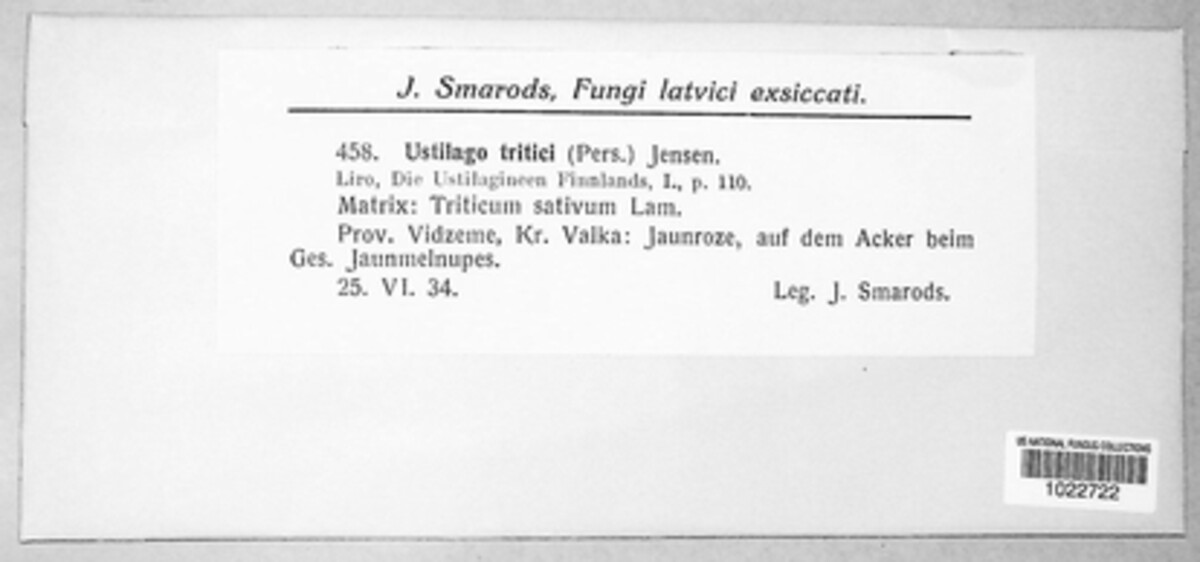 J. Smarods, Fungi latvici exsiccati.
458. Ustilago tritici (Pers.) Jensen.
Liro, Die Ustilagineen Finnlands, I., p. 110.
Matrix: Triticum sativum Lam.
Prov. Vidzeme, Kr. Valka: Jaunroze, auf dem Acker beim
Ges. Jaunmelnupes.
25. VI. 34. Leg. J. Smarods.
US NATIONAL FUNGUS COLLECTIONS
1022722